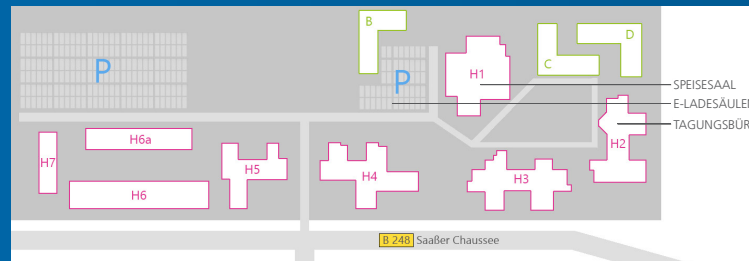 B
D
P
P
C
H1
SPEISESAAL
E-LADESÄULEN
TAGUNGSBÜR
H6a
H7
H5
H4
H3
H2
H6
B 248 Saaßer Chaussee